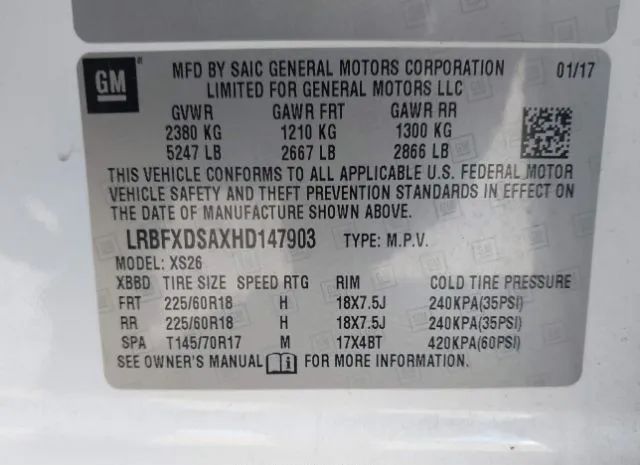 GM
MFD BY SAIC GENERAL MOTORS CORPORATION 01/17
LIMITED FOR GENERAL MOTORS LLC
GVWR GAWR FRT GAWR RR
2380 KG 1210 KG 1300 KG
5247 LB 2667 LB 2866 LB
THIS VEHICLE CONFORMS TO ALL APPLICABLE U.S. FEDERAL MOTOR
VEHICLE SAFETY AND THEFT PREVENTION STANDARDS IN EFFECT ON
THE DATE OF MANUFACTURE SHOWN ABOVE.
LRBFXDSAXHD147903 TYPE: M.P.V.
MODEL: XS26
XBBD TIRE SIZE SPEED RTG RIM COLD TIRE PRESSURE
FRT 225/60R18 H 18X7.5J 240KPA(35PSI)
RR 225/60R18 H 18X7.5J 240KPA(35PSI)
SPA T145/70R17 M 17X4BT 420KPA(60PSI)
SEE OWNER'S MANUAL i FOR MORE INFORMATION.